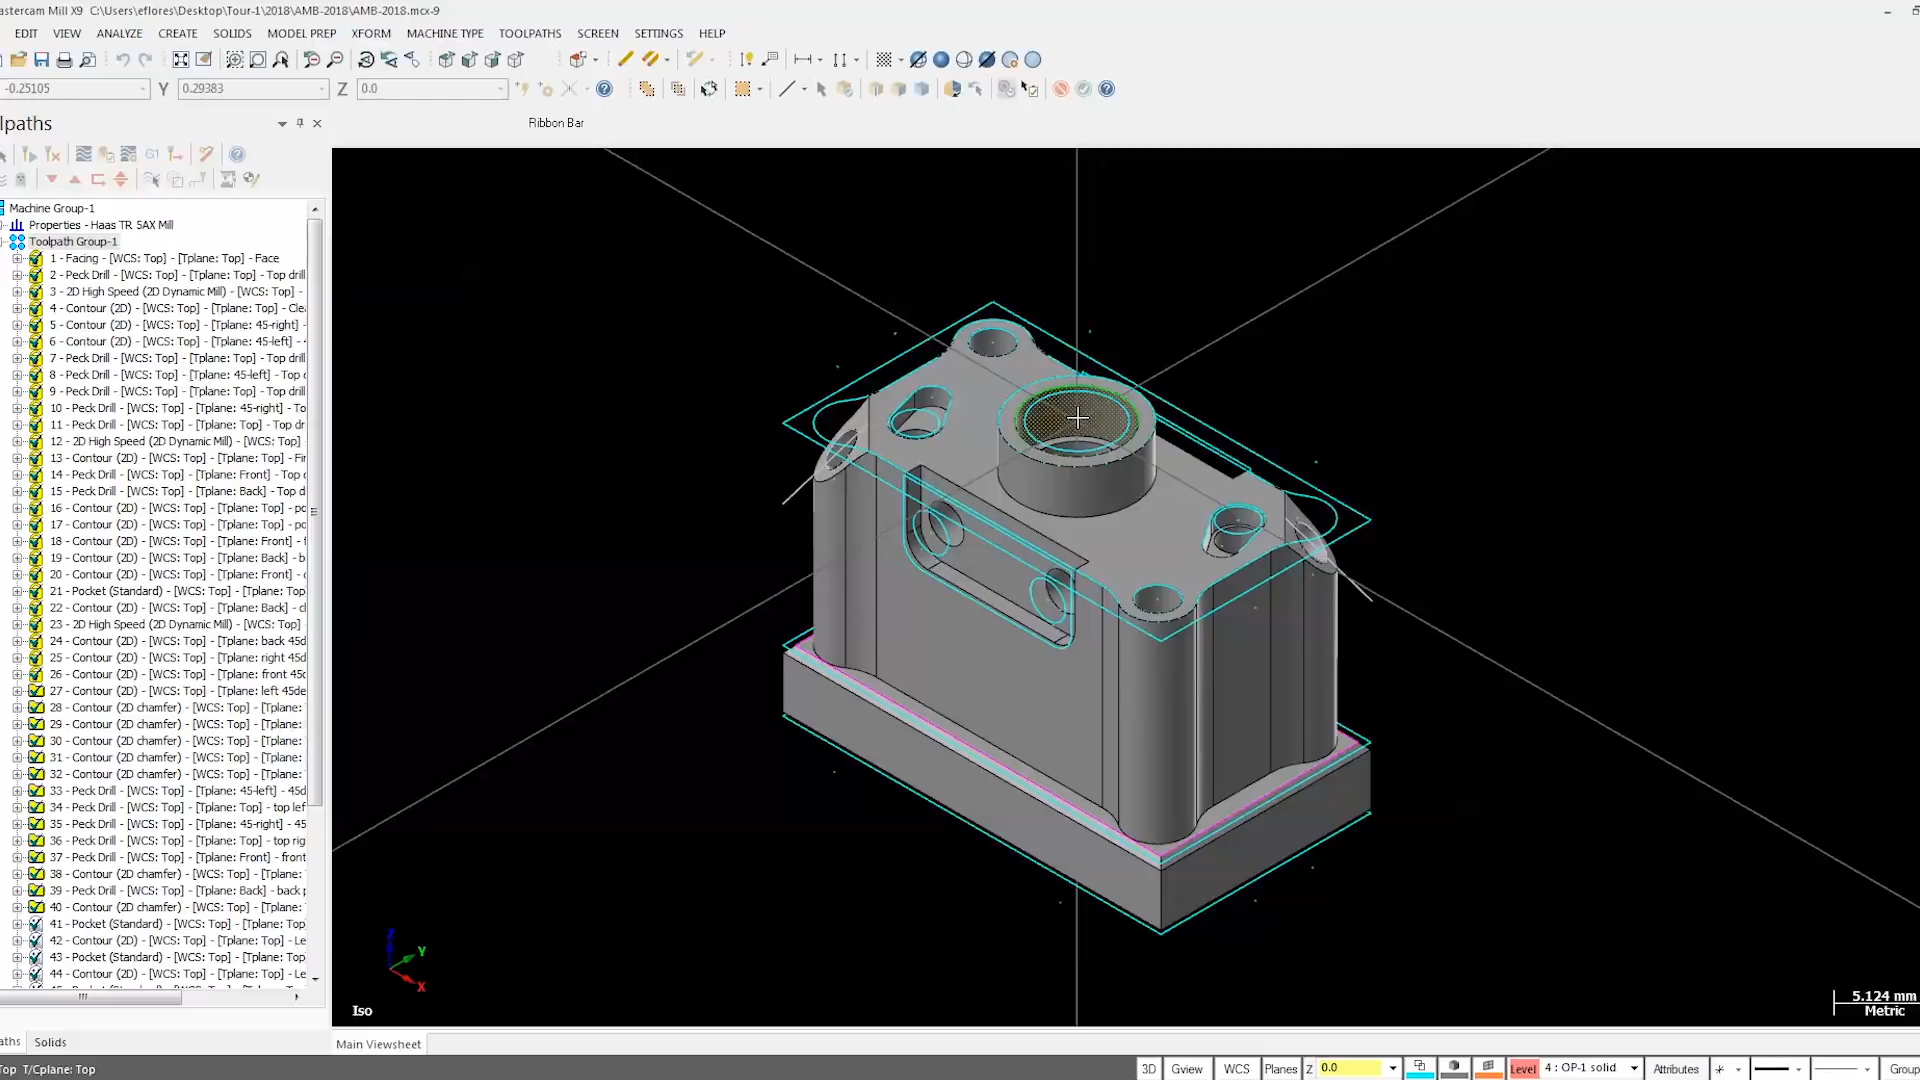 astercam Mill X9 C:\Users\eflores\Desktop\Tour-1\2018\AMB-2018\AMB-2018.mcx-9
EDIT VIEW ANALYZE CREATE SOLIDS MODEL PREP XFORM MACHINE TYPE TOOLPATHS SCREEN SETTINGS HELP
-0.25105 Y 0.29383 Z 0.0
lpaths
Ribbon Bar
G1
Machine Group-1
Properties - Haas TR 5AX Mill
Toolpath Group-1
1 - Facing - [WCS: Top] - [Tplane: Top] - Face
2 - Peck Drill - [WCS: Top] - [Tplane: Top] - Top drill
3 - 2D High Speed (2D Dynamic Mill) - [WCS: Top] -
4 - Contour (2D) - [WCS: Top] - [Tplane: Top] - Cle
5 - Contour (2D) - [WCS: Top] - [Tplane: 45-right] -
6 - Contour (2D) - [WCS: Top] - [Tplane: 45-left] -
7 - Peck Drill - [WCS: Top] - [Tplane: Top] - Top drill
8 - Peck Drill - [WCS: Top] - [Tplane: 45-left] - Top
9 - Peck Drill - [WCS: Top] - [Tplane: Top] - Top drill
10 - Peck Drill - [WCS: Top] - [Tplane: 45-right] - To
11 - Peck Drill - [WCS: Top] - [Tplane: Top] - Top dr
12 - 2D High Speed (2D Dynamic Mill) - [WCS: Top]
13 - Contour (2D) - [WCS: Top] - [Tplane: Top] - Fi
14 - Peck Drill - [WCS: Top] - [Tplane: Front] - Top
15 - Peck Drill - [WCS: Top] - [Tplane: Back] - Top d
16 - Contour (2D) - [WCS: Top] - [Tplane: Top] - po
17 - Contour (2D) - [WCS: Top] - [Tplane: Top] - po
18 - Contour (2D) - [WCS: Top] - [Tplane: Front] -
19 - Contour (2D) - [WCS: Top] - [Tplane: Back] - b
20 - Contour (2D) - [WCS: Top] - [Tplane: Front] -
21 - Pocket (Standard) - [WCS: Top] - [Tplane: Top
22 - Contour (2D) - [WCS: Top] - [Tplane: Back] -
23 - 2D High Speed (2D Dynamic Mill) - [WCS: Top]
24 - Contour (2D) - [WCS: Top] - [Tplane: back 45d
25 - Contour (2D) - [WCS: Top] - [Tplane: right 45d
26 - Contour (2D) - [WCS: Top] - [Tplane: front 45d
27 - Contour (2D) - [WCS: Top] - [Tplane: left 45de
28 - Contour (2D chamfer) - [WCS: Top] - [Tplane:
29 - Contour (2D chamfer) - [WCS: Top] - [Tplane:
30 - Contour (2D chamfer) - [WCS: Top] - [Tplane:
31 - Contour (2D chamfer) - [WCS: Top] - [Tplane:
32 - Contour (2D chamfer) - [WCS: Top] - [Tplane:
33 - Peck Drill - [WCS: Top] - [Tplane: 45-left] - 45d
34 - Peck Drill - [WCS: Top] - [Tplane: Top] - top lef
35 - Peck Drill - [WCS: Top] - [Tplane: 45-right] - 45
36 - Peck Drill - [WCS: Top] - [Tplane: Top] - top rig
37 - Peck Drill - [WCS: Top] - [Tplane: Front] - front
38 - Contour (2D chamfer) - [WCS: Top] - [Tplane:
39 - Peck Drill - [WCS: Top] - [Tplane: Back] - back p
40 - Contour (2D chamfer) - [WCS: Top] - [Tplane:
41 - Pocket (Standard) - [WCS: Top] - [Tplane: Top
42 - Contour (2D) - [WCS: Top] - [Tplane: Top] - Le
43 - Pocket (Standard) - [WCS: Top] - [Tplane: Top
44 - Contour (2D) - [WCS: Top] - [Tplane: Top] - Le
Z
Y
X
Iso
5.124 mm
Metric
aths Solids
Main Viewsheet
Top T/Cplane: Top
3D Gview WCS Planes Z 0.0 Level 4 : OP-1 solid Attributes Group